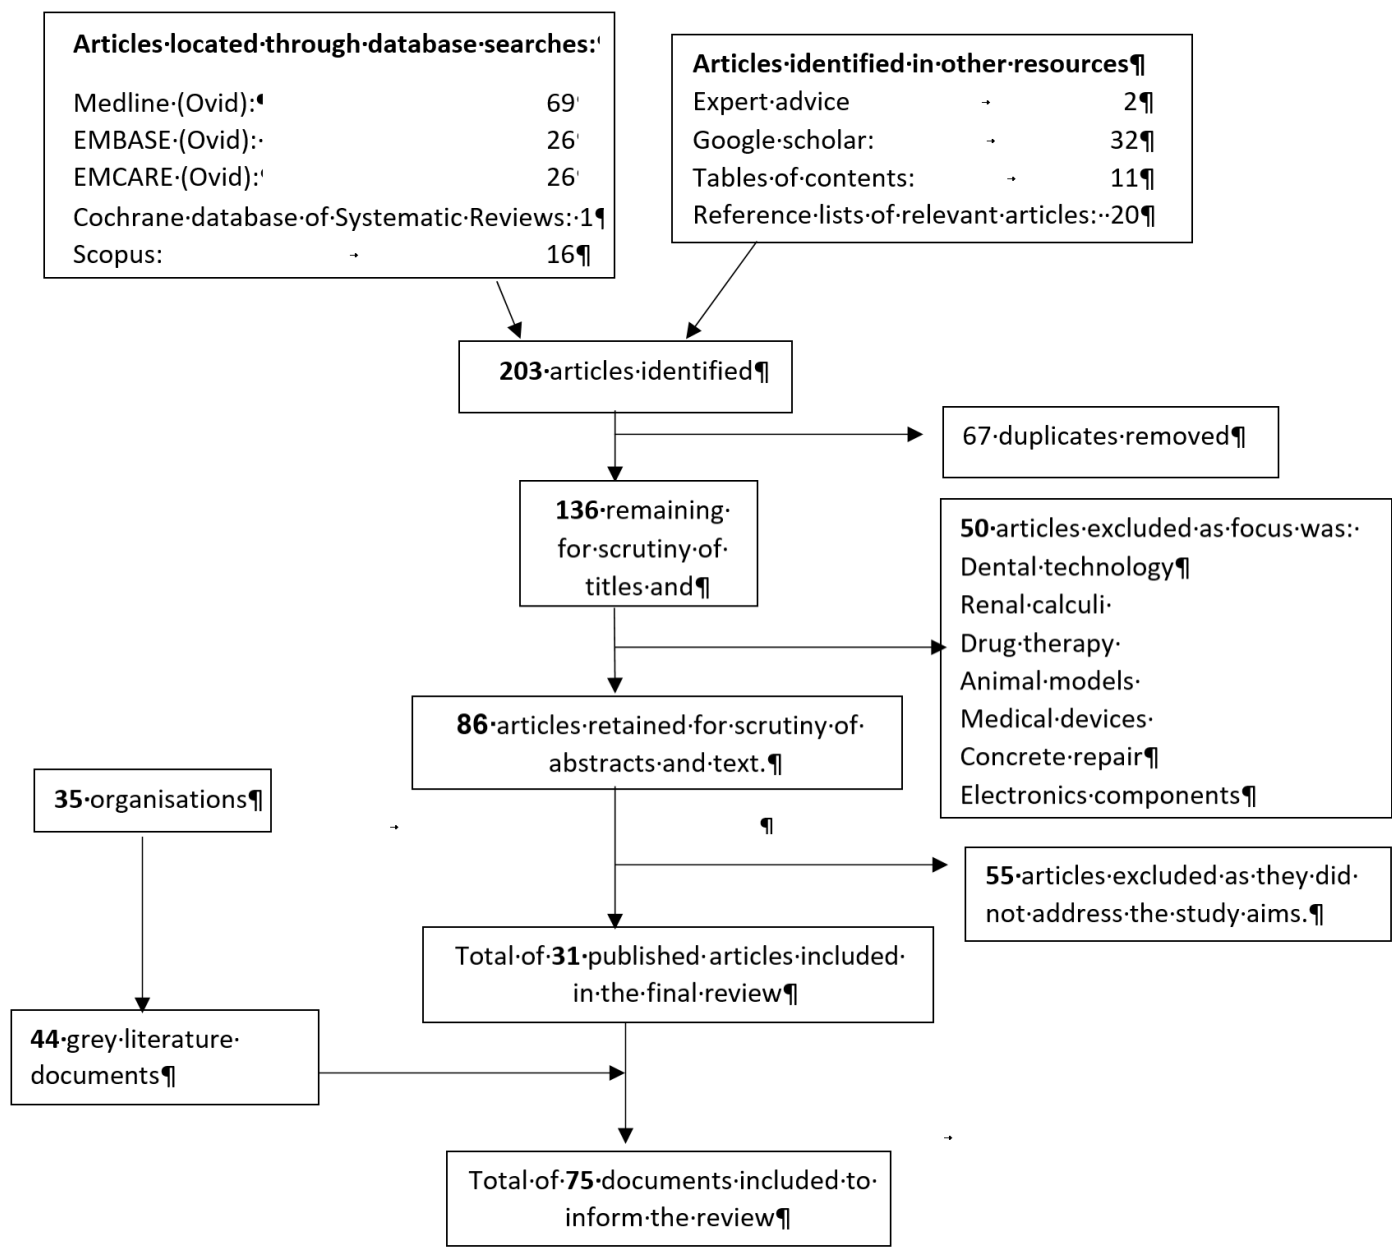 Articles·located·through·database·searches:
Medline·(Ovid):· 69
EMBASE·(Ovid):· 26
EMCARE·(Ovid): 26
Cochrane·database·of·Systematic·Reviews:·1¶
Scopus: → 16¶
Articles·identified·in·other·resources¶
Expert·advice → 2¶
Google·scholar: → 32¶
Tables·of·contents: → 11¶
Reference·lists·of·relevant·articles:··20¶
203·articles·identified¶
67·duplicates·removed¶
136·remaining·
for·scrutiny·of·
titles·and¶
50·articles·excluded·as·focus·was:·
Dental·technology¶
Renal·calculi·
Drug·therapy·
Animal·models·
Medical·devices·
Concrete·repair¶
Electronics·components¶
86·articles·retained·for·scrutiny·of·
abstracts·and·text.¶
35·organisations¶
→ ¶
55·articles·excluded·as·they·did·
not·address·the·study·aims.¶
Total·of·31·published·articles·included·
in·the·final·review¶
44·grey·literature·
documents¶
→
Total·of·75·documents·included·to·
inform·the·review¶